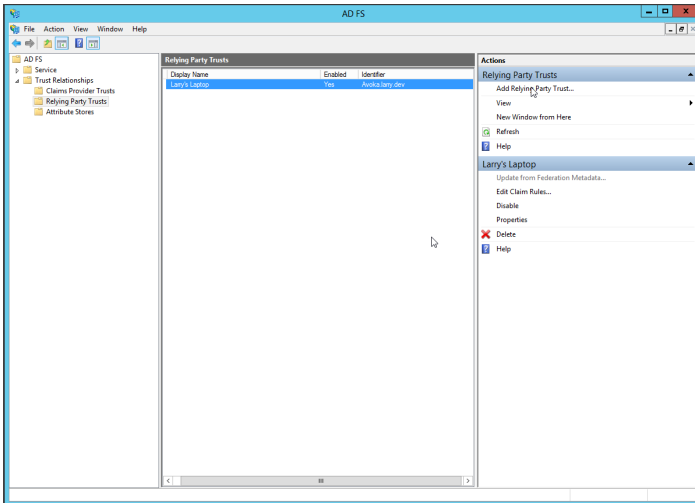 AD FS
File Action View Window Help
AD FS
Service
Trust Relationships
Claims Provider Trusts
Relying Party Trusts
Attribute Stores
Relying Party Trusts
Display Name Enabled Identifier
Larry's Laptop Yes Avoka.larry.dev
Actions
Relying Party Trusts
Add Relying Party Trust...
View
New Window from Here
Refresh
Help
Larry's Laptop
Update from Federation Metadata...
Edit Claim Rules...
Disable
Properties
Delete
Help